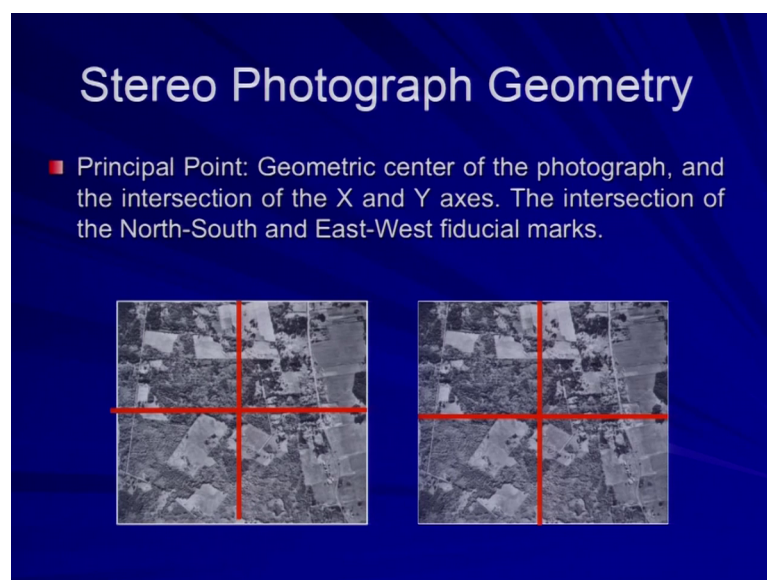 Stereo Photograph Geometry
Principal Point: Geometric center of the photograph, and
the intersection of the X and Y axes. The intersection of
the North-South and East-West fiducial marks.